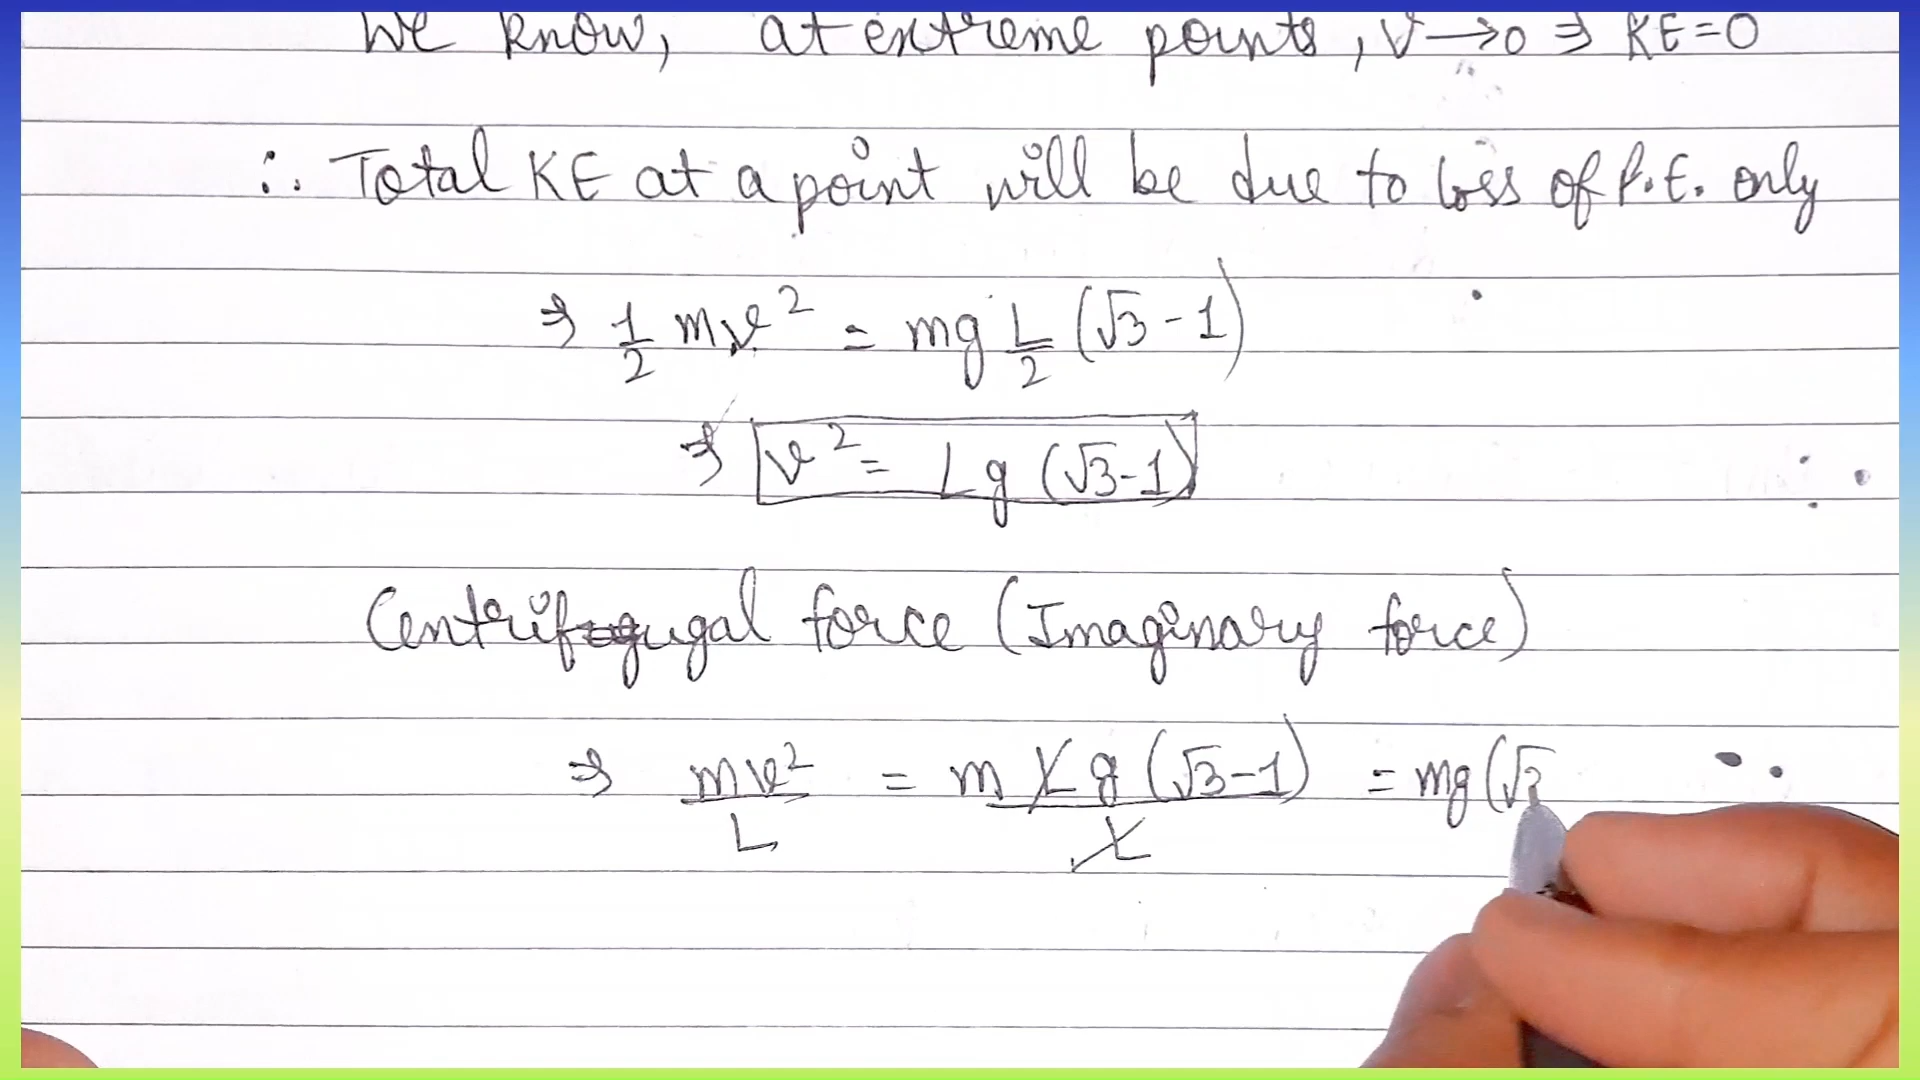 We know, at extreme points, v→0 ⇒ KE=0
∴ Total KE at a point will be due to loss of P.E. only
⇒ 1/2 mv² = mg L/2 (√3-1)
⇒ v² = Lg (√3-1)
Centrifugal force (Imaginary force)
⇒ mv²/L = m L g (√3-1)/L = mg(√3